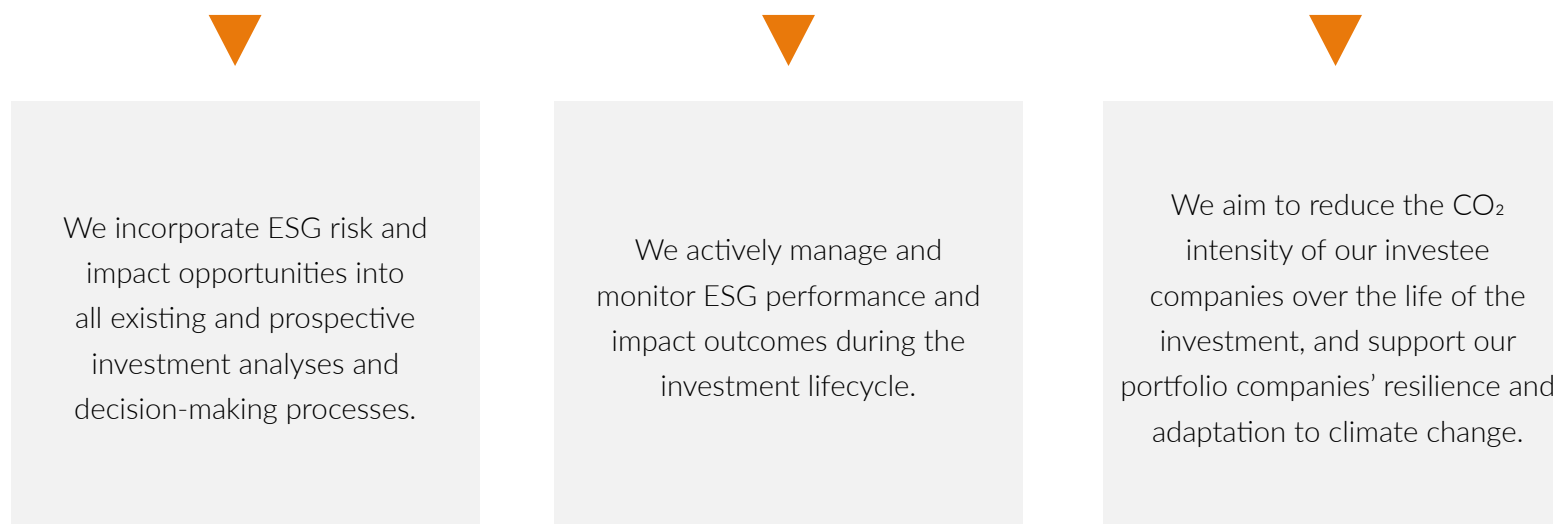 We incorporate ESG risk and
impact opportunities into
all existing and prospective
investment analyses and
decision-making processes.
We actively manage and
monitor ESG performance and
impact outcomes during the
investment lifecycle.
We aim to reduce the CO₂
intensity of our investee
companies over the life of the
investment, and support our
portfolio companies’ resilience and
adaptation to climate change.